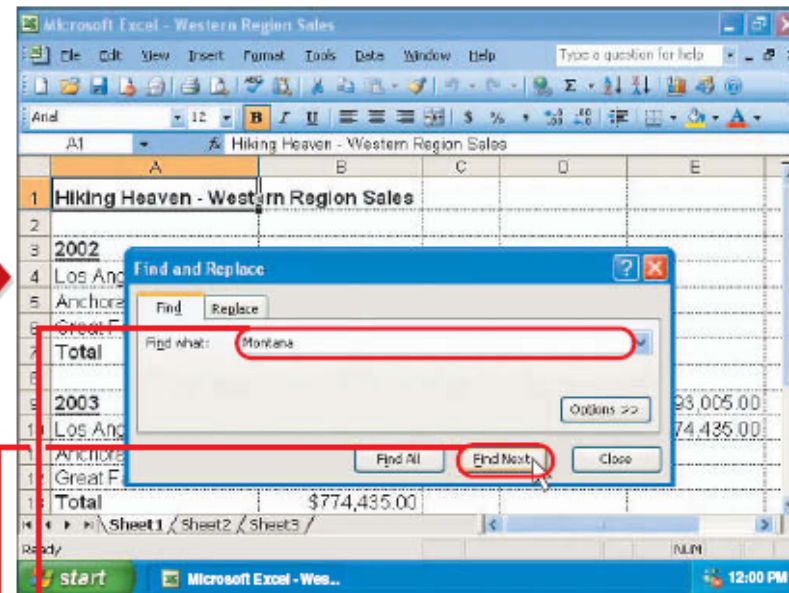 Microsoft Excel - Western Region Sales
File Edit View Insert Format Tools Data Window Help Type a question for help
Arial 12 B I U $ % ,
A1 fx Hiking Heaven - Western Region Sales
A B C D E
1 Hiking Heaven - Western Region Sales
2
3 2002
4 Los Ang
5 Anchora
6 Great F
7 Total
8
9 2003 93,005.00
10 Los Ang 74,435.00
11 Anchora
12 Great F
13 Total $774,435.00
Find and Replace
Find Replace
Find what: Montana
Options >>
Find All Find Next Close
Sheet1 Sheet2 Sheet3
Ready NUM
start Microsoft Excel - Wes... 12:00 PM